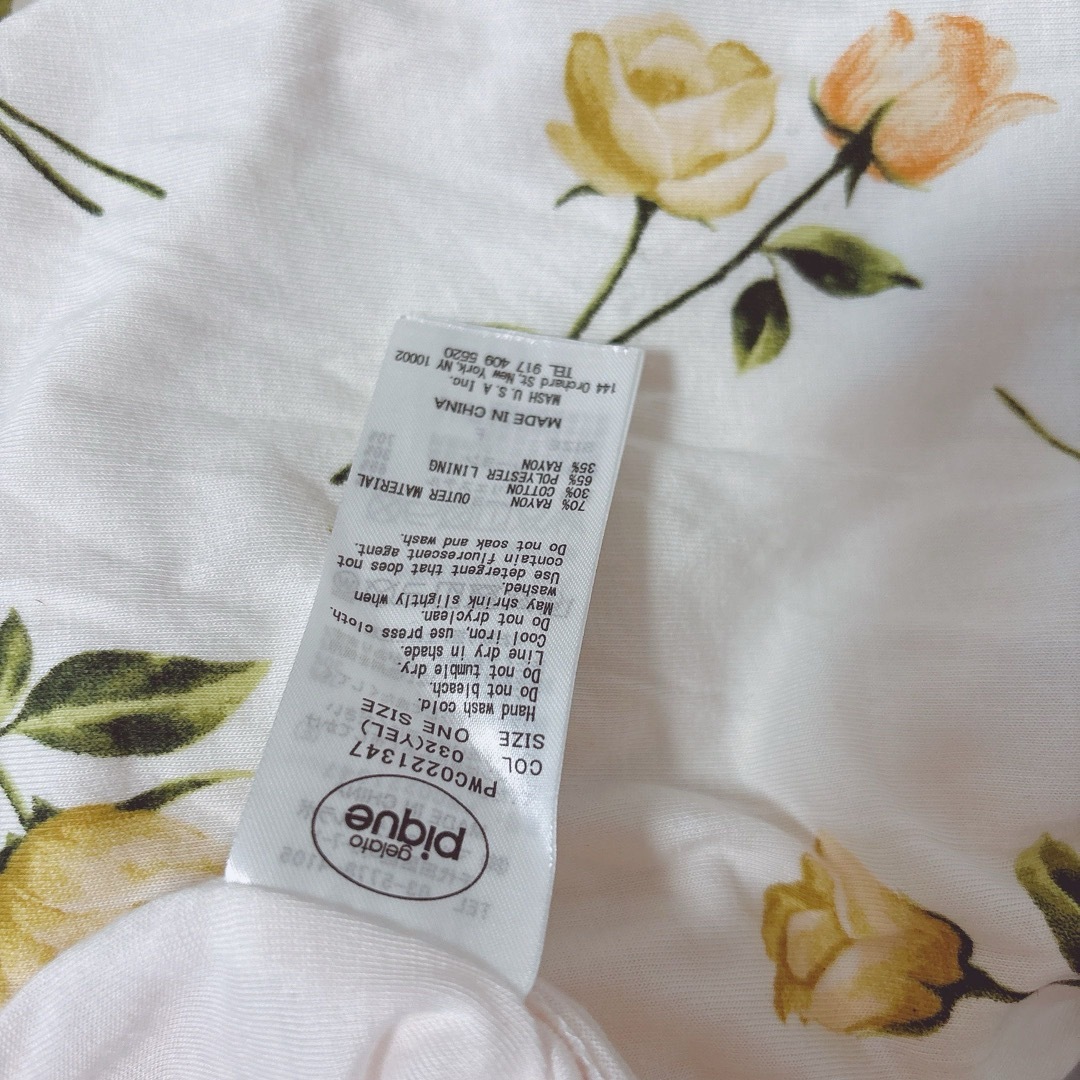 gelato
pique
PWCO221347
COL 032(YEL)
SIZE ONE SIZE
Hand wash cold.
Do not bleach.
Do not tumble dry.
Line dry in shade.
Cool iron, use press cloth.
Do not dryclean.
May shrink slightly when
washed.
Use detergent that does not
contain fluorescent agent.
Do not soak and wash.
70% RAYON OUTER MATERIAL
30% COTTON
65% POLYESTER LINING
35% RAYON
MADE IN CHINA
MASH U.S.A Inc.
144 Orchard St, New York, NY 10002
TEL 917 409 5520